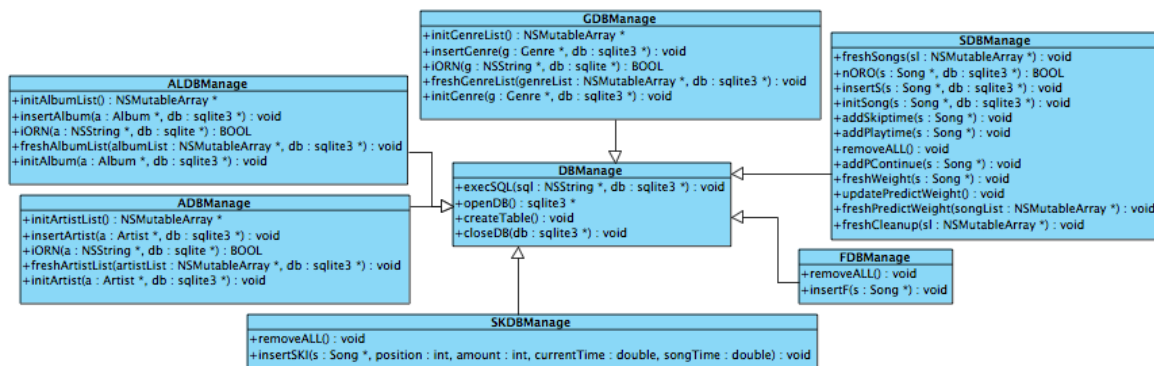 GDBManage
+initGenreList() : NSMutableArray *
+insertGenre(g : Genre *, db : sqlite3 *) : void
+iORN(g : NSString *, db : sqlite *) : BOOL
+freshGenreList(genreList : NSMutableArray *, db : sqlite3 *) : void
+initGenre(g : Genre *, db : sqlite3 *) : void
SDBManage
+freshSongs(sl : NSMutableArray *) : void
+nORO(s : Song *, db : sqlite3 *) : BOOL
+insertS(s : Song *, db : sqlite3 *) : void
+initSong(s : Song *, db : sqlite3 *) : void
+addSkiptime(s : Song *) : void
+addPlaytime(s : Song *) : void
+removeALL() : void
+addPContinue(s : Song *) : void
+freshWeight(s : Song *) : void
+updatePredictWeight() : void
+freshPredictWeight(songList : NSMutableArray *) : void
+freshCleanup(sl : NSMutableArray *) : void
ALDBManage
+initAlbumList() : NSMutableArray *
+insertAlbum(a : Album *, db : sqlite3 *) : void
+iORN(a : NSString *, db : sqlite *) : BOOL
+freshAlbumList(albumList : NSMutableArray *, db : sqlite3 *) : void
+initAlbum(a : Album *, db : sqlite3 *) : void
DBManage
+execSQL(sql : NSString *, db : sqlite3 *) : void
+openDB() : sqlite3 *
+createTable() : void
+closeDB(db : sqlite3 *) : void
ADBManage
+initArtistList() : NSMutableArray *
+insertArtist(a : Artist *, db : sqlite3 *) : void
+iORN(a : NSString *, db : sqlite *) : BOOL
+freshArtistList(artistList : NSMutableArray *, db : sqlite3 *) : void
+initArtist(a : Artist *, db : sqlite3 *) : void
FDBManage
+removeALL() : void
+insertF(s : Song *) : void
SKDBManage
+removeALL() : void
+insertSKI(s : Song *, position : int, amount : int, currentTime : double, songTime : double) : void